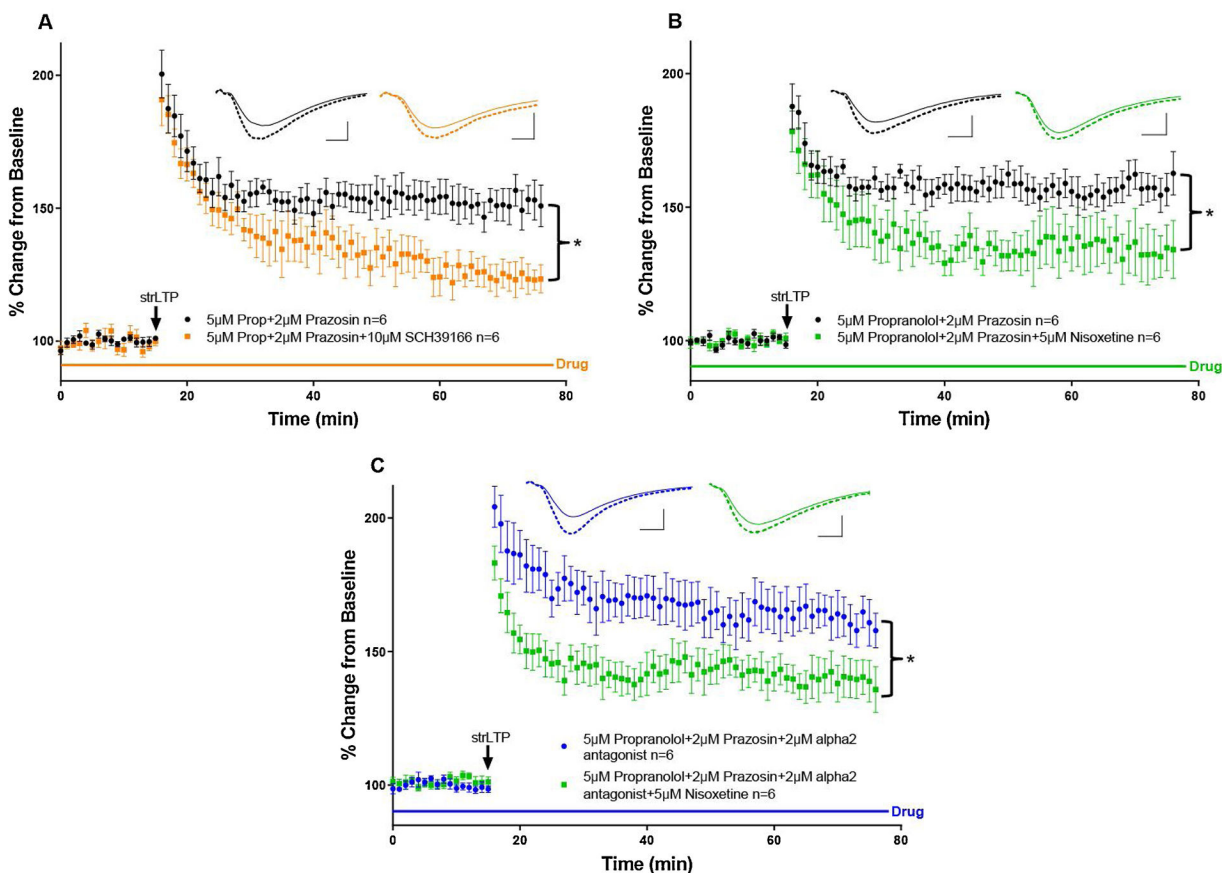 A
% Change from Baseline
200
150
100
strLTP
5µM Prop+2µM Prazosin n=6
5µM Prop+2µM Prazosin+10µM SCH39166 n=6
*
Drug
0 20 40 60 80
Time (min)
B
% Change from Baseline
200
150
100
strLTP
5µM Propranolol+2µM Prazosin n=6
5µM Propranolol+2µM Prazosin+5µM Nisoxetine n=6
*
Drug
0 20 40 60 80
Time (min)
C
% Change from Baseline
200
150
100
strLTP
5µM Propranolol+2µM Prazosin+2µM alpha2
antagonist n=6
5µM Propranolol+2µM Prazosin+2µM alpha2
antagonist+5µM Nisoxetine n=6
*
Drug
0 20 40 60 80
Time (min)